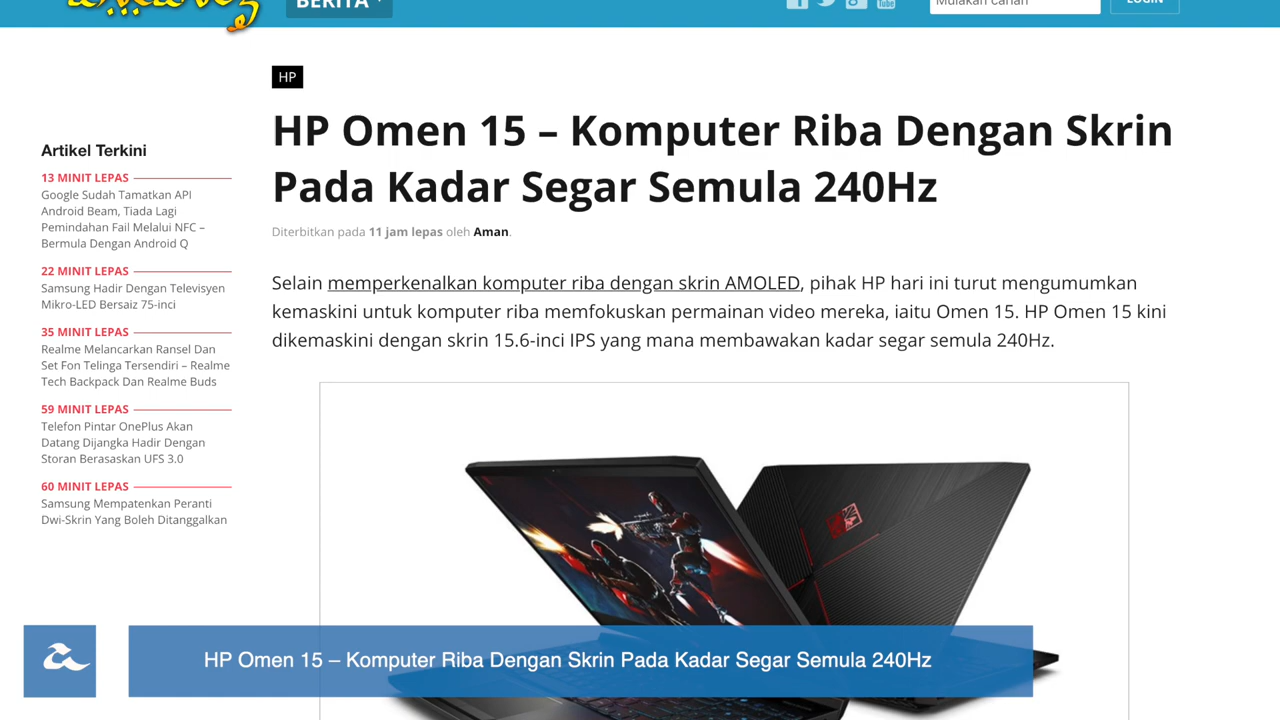 BERITA
Mulakan carian
LOGIN
HP
HP Omen 15 – Komputer Riba Dengan Skrin
Pada Kadar Segar Semula 240Hz
Diterbitkan pada 11 jam lepas oleh Aman.
Artikel Terkini
13 MINIT LEPAS
Google Sudah Tamatkan API
Android Beam, Tiada Lagi
Pemindahan Fail Melalui NFC –
Bermula Dengan Android Q
22 MINIT LEPAS
Samsung Hadir Dengan Televisyen
Mikro-LED Bersaiz 75-inci
35 MINIT LEPAS
Realme Melancarkan Ransel Dan
Set Fon Telinga Tersendiri – Realme
Tech Backpack Dan Realme Buds
59 MINIT LEPAS
Telefon Pintar OnePlus Akan
Datang Dijangka Hadir Dengan
Storan Berasaskan UFS 3.0
60 MINIT LEPAS
Samsung Mempatenkan Peranti
Dwi-Skrin Yang Boleh Ditanggalkan
Selain memperkenalkan komputer riba dengan skrin AMOLED, pihak HP hari ini turut mengumumkan
kemaskini untuk komputer riba memfokuskan permainan video mereka, iaitu Omen 15. HP Omen 15 kini
dikemaskini dengan skrin 15.6-inci IPS yang mana membawakan kadar segar semula 240Hz.
HP Omen 15 – Komputer Riba Dengan Skrin Pada Kadar Segar Semula 240Hz